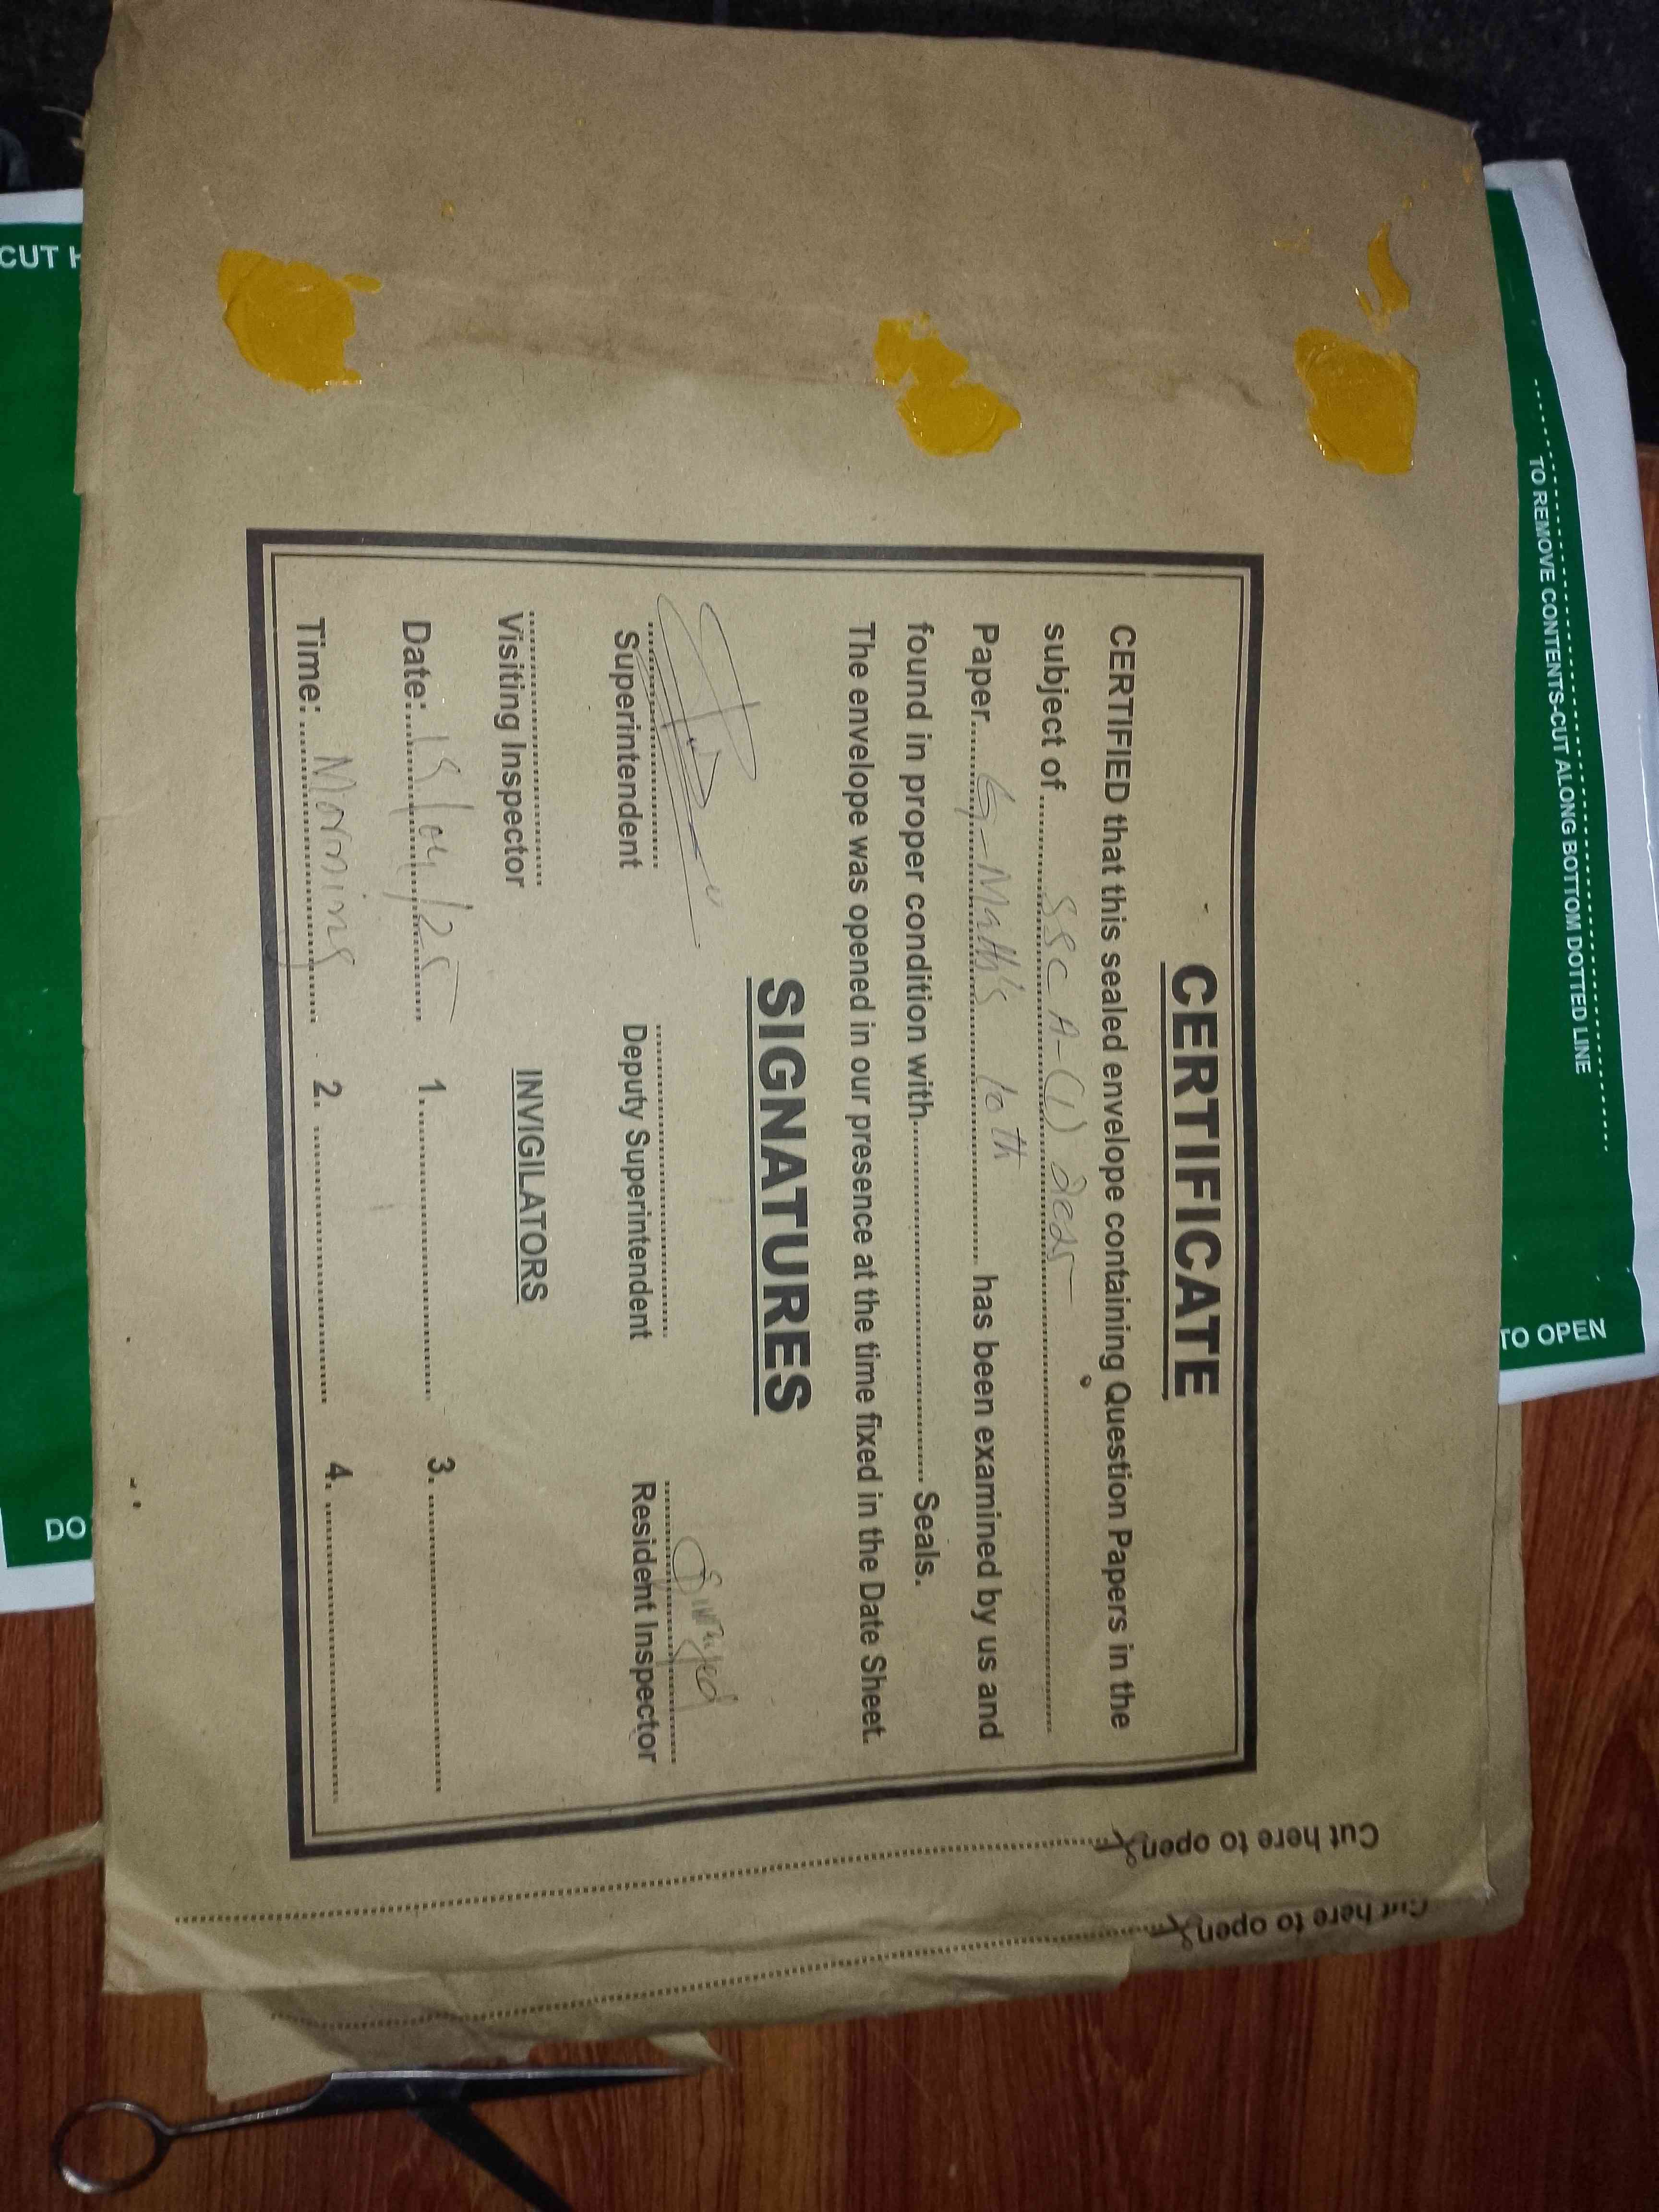 CERTIFICATE
CERTIFIED that this sealed envelope containing Question Papers in the
subject of SSC A-(1) 2025
Paper G-Maths 10th has been examined by us and
found in proper condition with Seals.
The envelope was opened in our presence at the time fixed in the Date Sheet.
SIGNATURES
Superintendent Deputy Superintendent Resident Inspector
Visiting Inspector INVIGILATORS
Date: /04/25 1. 3.
Time: Morning 2. 4.
Cut here to open
Cut here to open
TO REMOVE CONTENTS-CUT ALONG BOTTOM DOTTED LINE
TO OPEN
CUT H
DO